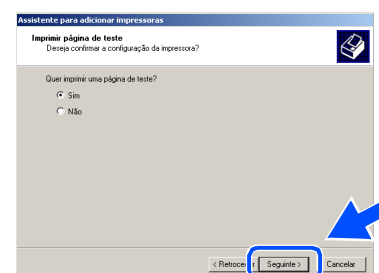 Assistente para adicionar impressoras
Imprimir página de teste
Deseja confirmar a configuração da impressora?
Quer imprimir uma página de teste?
Sim
Não
< Retroceder Seguinte > Cancelar